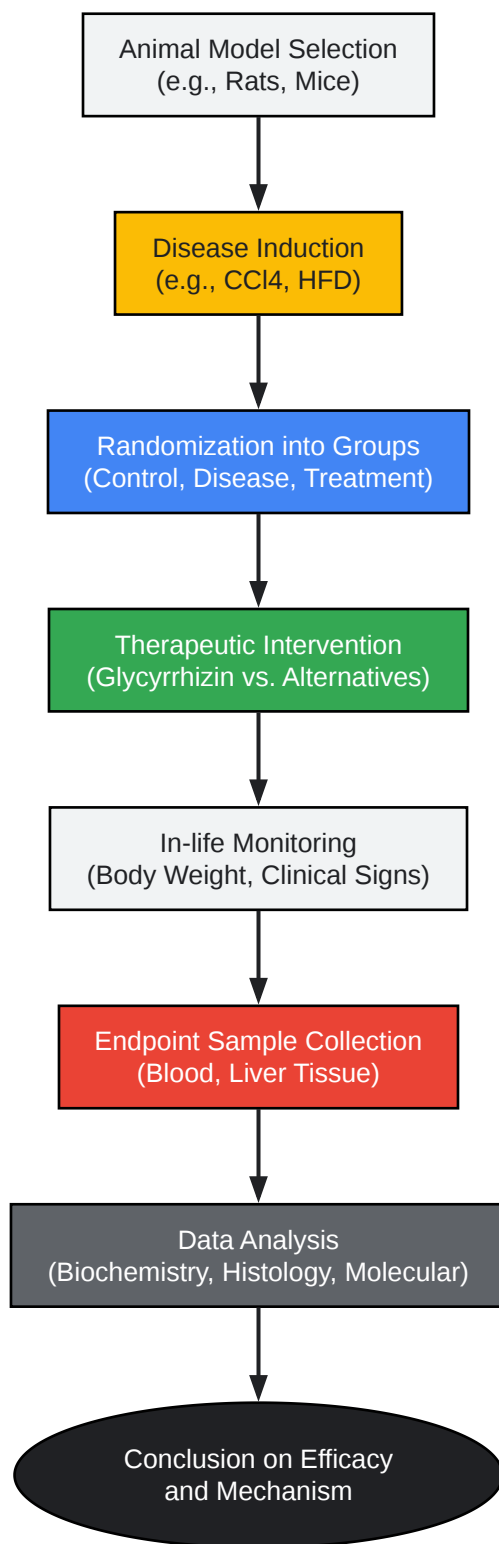 Animal Model Selection
(e.g., Rats, Mice)
Disease Induction
(e.g., CCl4, HFD)
Randomization into Groups
(Control, Disease, Treatment)
Therapeutic Intervention
(Glycyrrhizin vs. Alternatives)
In-life Monitoring
(Body Weight, Clinical Signs)
Endpoint Sample Collection
(Blood, Liver Tissue)
Data Analysis
(Biochemistry, Histology, Molecular)
Conclusion on Efficacy
and Mechanism